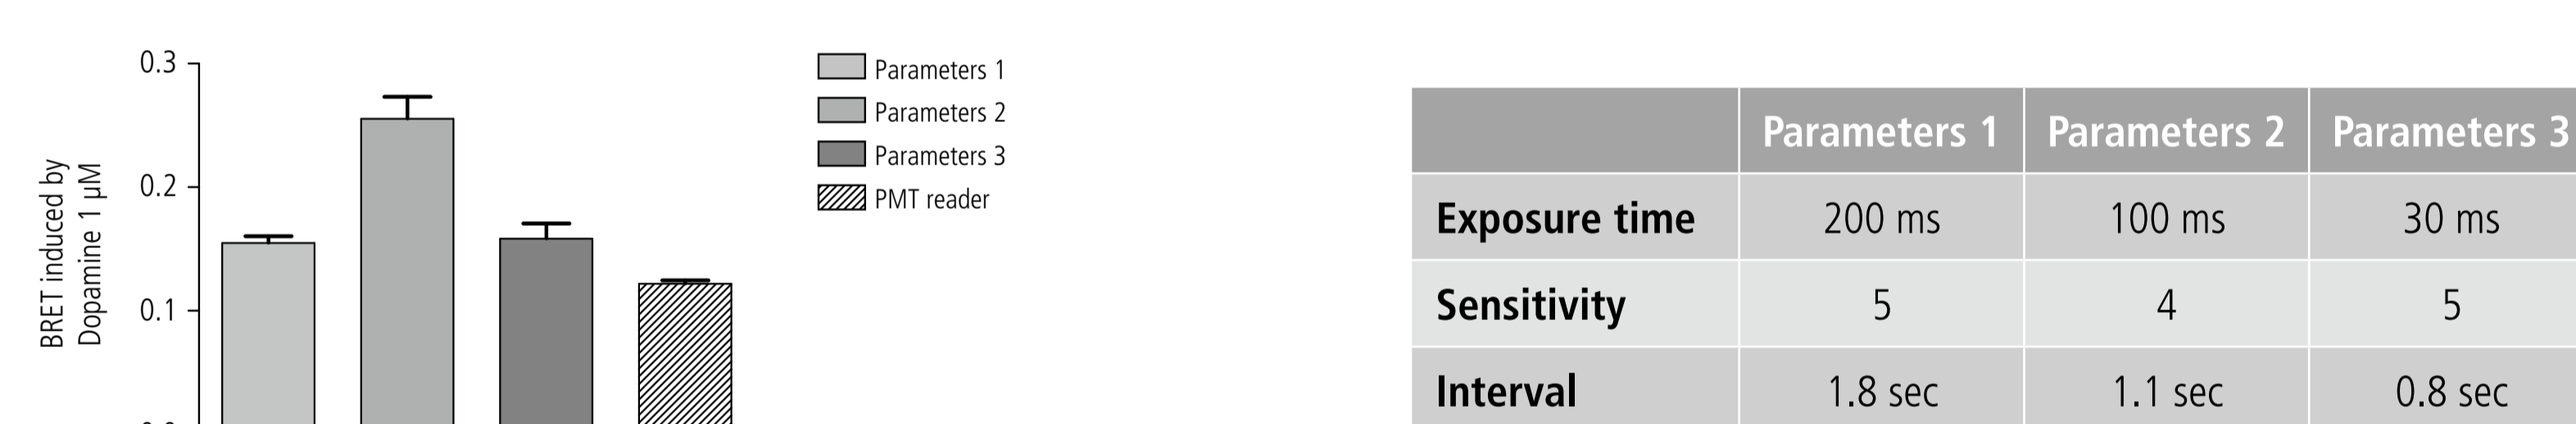 0.3
0.2
0.1
BRET induced by
Dopamine 1 µM
Parameters 1
Parameters 2
Parameters 3
PMT reader
Parameters 1 Parameters 2 Parameters 3
Exposure time 200 ms 100 ms 30 ms
Sensitivity 5 4 5
Interval 1.8 sec 1.1 sec 0.8 sec